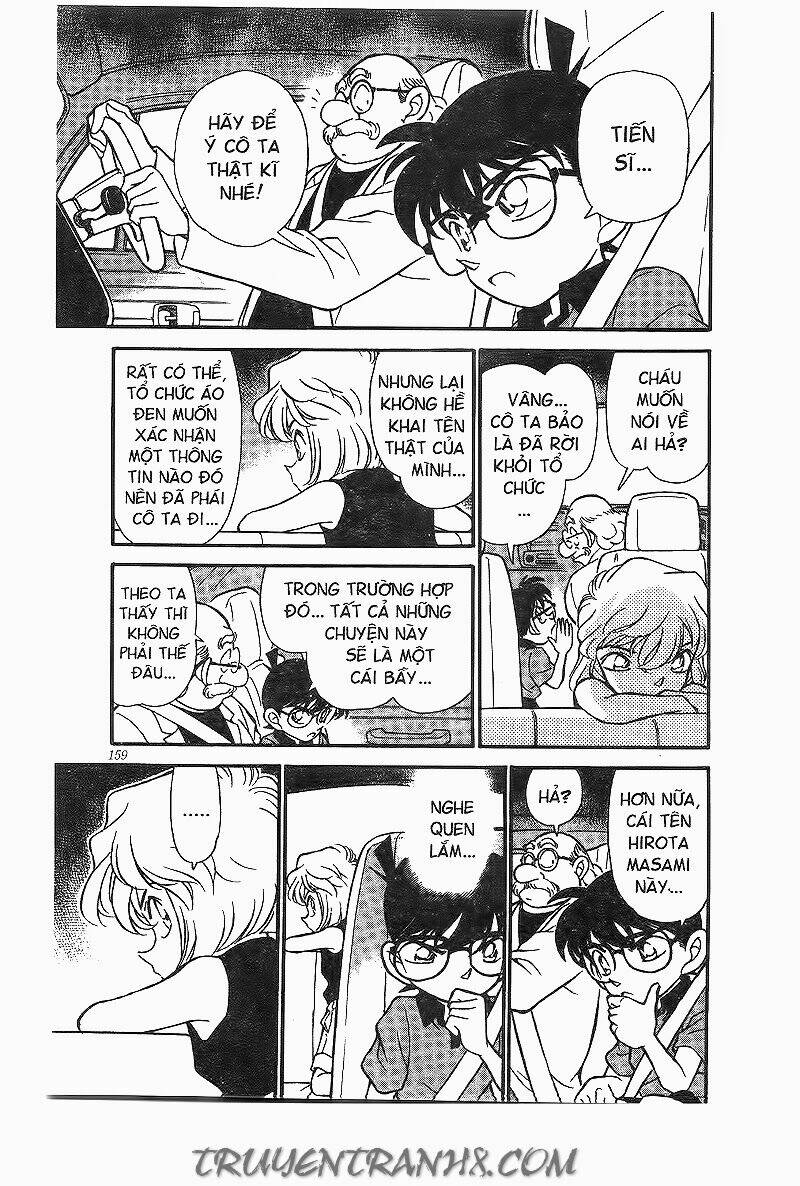 TIẾN
SĨ...
HÃY ĐỂ
Ý CÔ TA
THẬT KĨ
NHÉ!
CHÁU
MUỐN
NÓI VỀ
AI HẢ?
VÂNG...
CÔ TA BẢO
LÀ ĐÃ RỜI
KHỎI TỔ
CHỨC
...
NHƯNG LẠI
KHÔNG HỀ
KHAI TÊN
THẬT CỦA
MÌNH...
RẤT CÓ THỂ,
TỔ CHỨC ÁO
ĐEN MUỐN
XÁC NHẬN
MỘT THÔNG
TIN NÀO ĐÓ
NÊN ĐÃ PHÁI
CÔ TA ĐI...
TRONG TRƯỜNG HỢP
ĐÓ... TẤT CẢ NHỮNG
CHUYỆN NÀY
SẼ LÀ MỘT
CÁI BẪY...
THEO TA
THẤY THÌ
KHÔNG
PHẢI THẾ
ĐÂU...
159
HƠN NỮA,
CÁI TÊN
HIROTA
MASAMI
NÀY...
HẢ?
NGHE
QUEN
LẮM...
.....
TRUYENTRANH8.COM